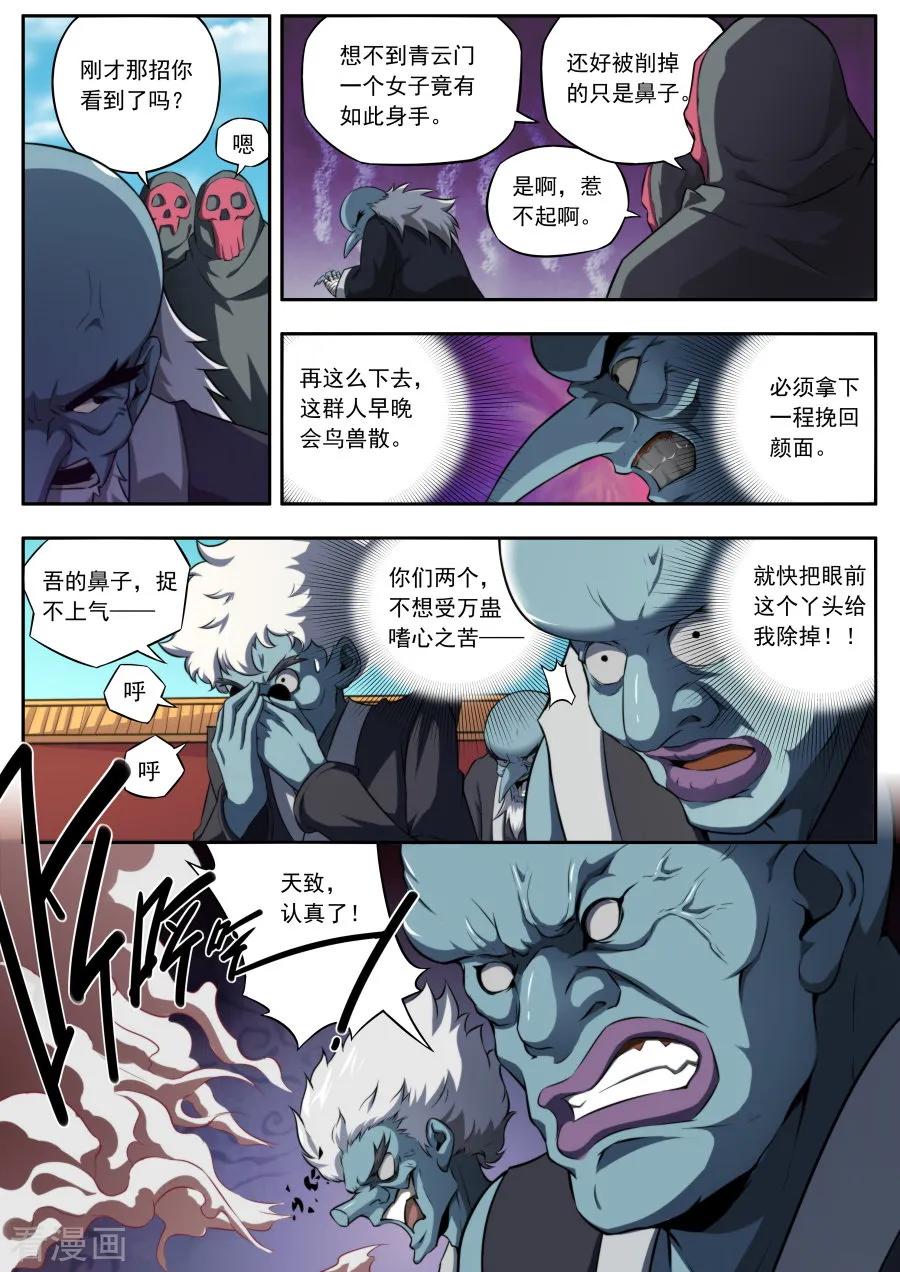 刚才那招你
看到了吗？
嗯
想不到青云门
一个女子竟有
如此身手。
还好被削掉
的只是鼻子。
是啊，惹
不起啊。
再这么下去，
这群人早晚
会鸟兽散。
必须拿下
一程挽回
颜面。
吾的鼻子，捉
不上气——
呼
呼
你们两个，
不想受万蛊
嗜心之苦——
就快把眼前
这个丫头给
我除掉！！
天致，
认真了！
看漫画